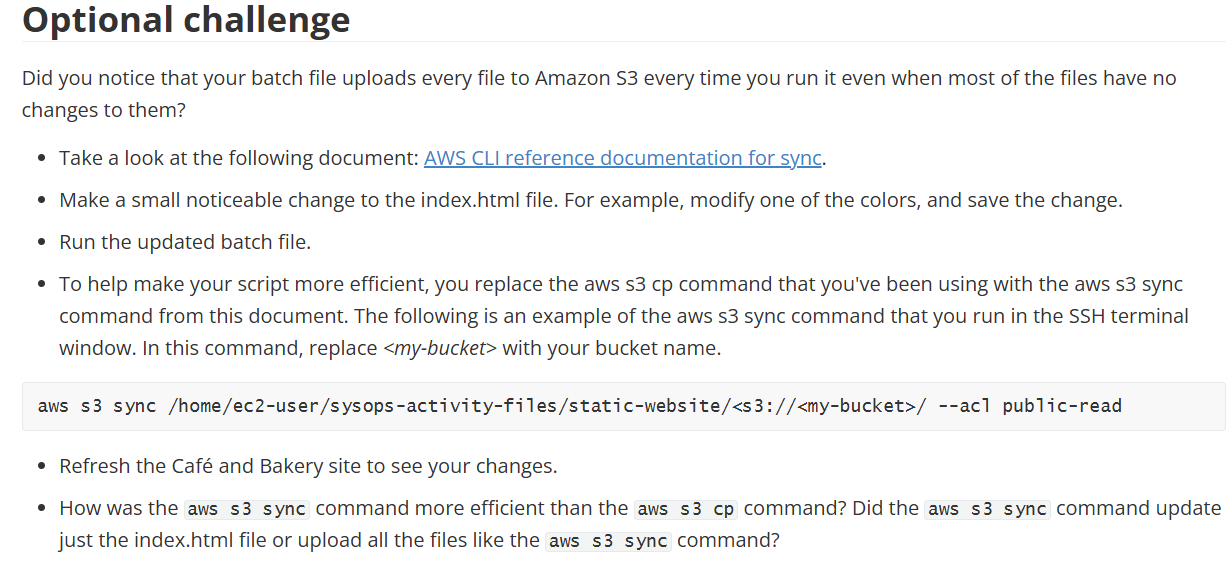 Optional challenge
Did you notice that your batch file uploads every file to Amazon S3 every time you run it even when most of the files have no
changes to them?
• Take a look at the following document: AWS CLI reference documentation for sync.
• Make a small noticeable change to the index.html file. For example, modify one of the colors, and save the change.
• Run the updated batch file.
• To help make your script more efficient, you replace the aws s3 cp command that you've been using with the aws s3 sync
command from this document. The following is an example of the aws s3 sync command that you run in the SSH terminal
window. In this command, replace <my-bucket> with your bucket name.
aws s3 sync /home/ec2-user/sysops-activity-files/static-website/<s3://<my-bucket>/ --acl public-read
• Refresh the Café and Bakery site to see your changes.
• How was the aws s3 sync command more efficient than the aws s3 cp command? Did the aws s3 sync command update
just the index.html file or upload all the files like the aws s3 sync command?